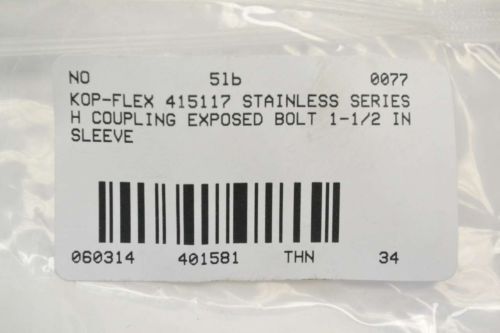 NO 5lb 0077
KOP-FLEX 415117 STAINLESS SERIES
H COUPLING EXPOSED BOLT 1-1/2 IN
SLEEVE
060314 401581 THN 34